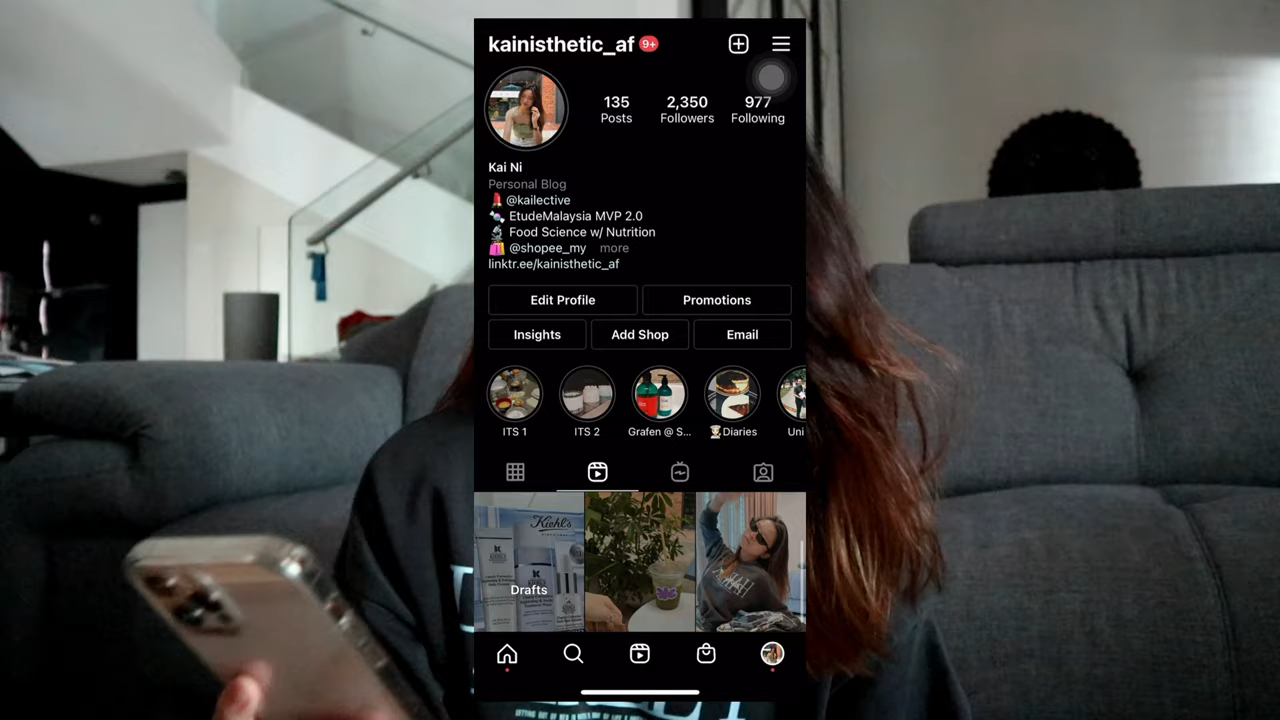 kainisthetic_af 9+
135 2,350 977
Posts Followers Following
Kai Ni
Personal Blog
@kailective
EtudeMalaysia MVP 2.0
Food Science w/ Nutrition
@shopee_my more
linktr.ee/kainisthetic_af
Edit Profile Promotions
Insights Add Shop Email
ITS 1 ITS 2 Grafen @ S... Diaries Uni
Kiehl's
Drafts